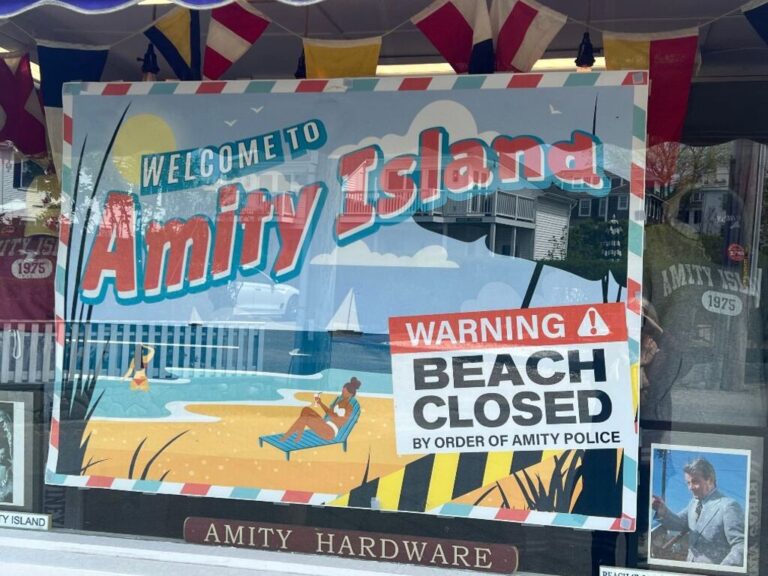 WELCOME TO
Amity Island
WARNING
BEACH
CLOSED
BY ORDER OF AMITY POLICE
1975
AMITY ISLAND
1975
TY ISLAND
AMITY HARDWARE